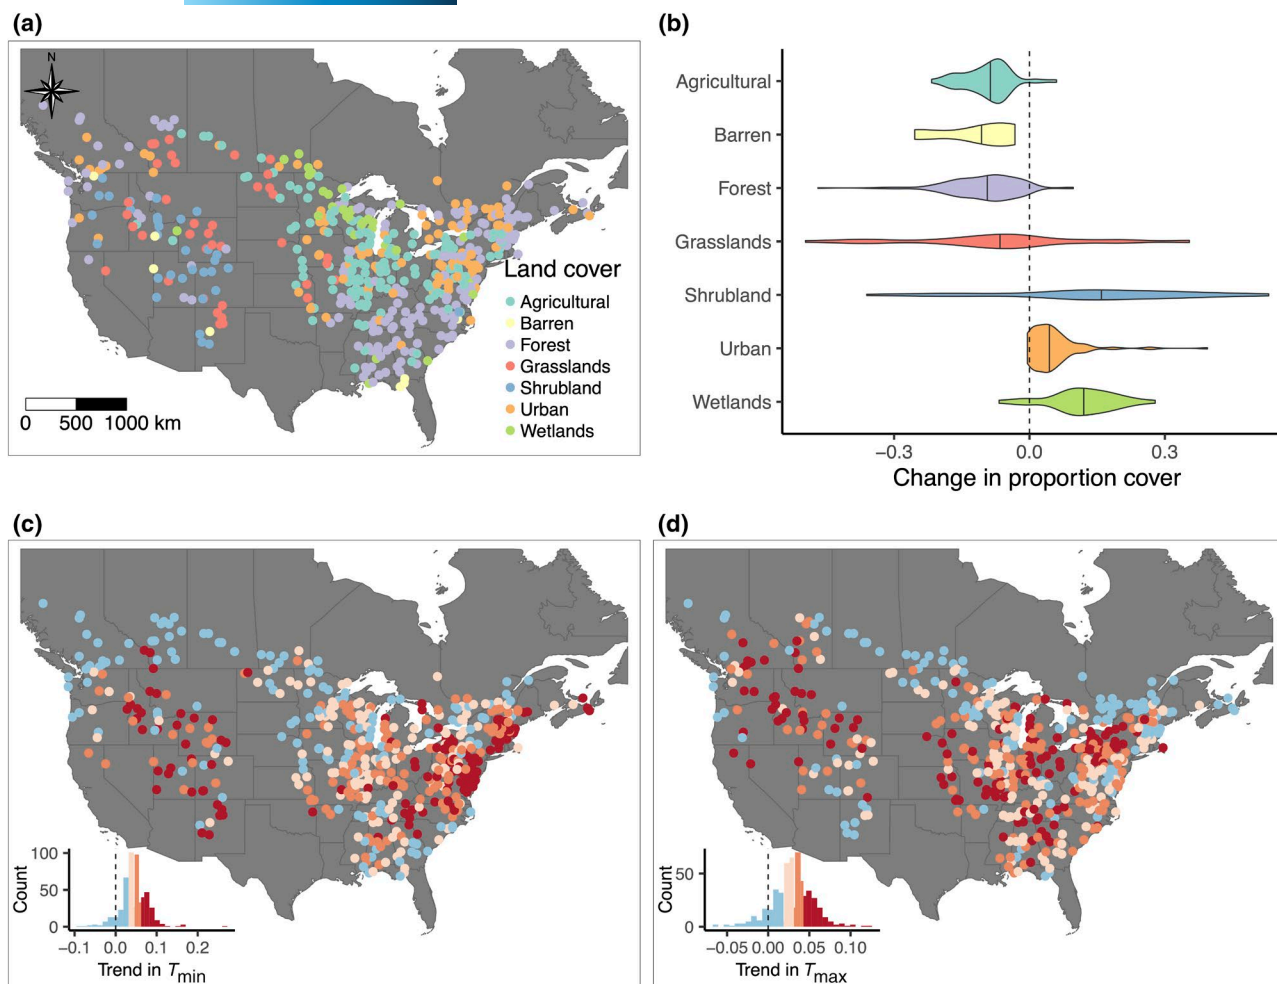 (a)
N
Land cover
Agricultural
Barren
Forest
Grasslands
Shrubland
Urban
Wetlands
0 500 1000 km
(b)
Agricultural
Barren
Forest
Grasslands
Shrubland
Urban
Wetlands
−0.3 0.0 0.3
Change in proportion cover
(c)
100
50
0
Count
−0.1 0.0 0.1 0.2
Trend in Tmin
(d)
50
0
Count
−0.05 0.00 0.05 0.10
Trend in Tmax